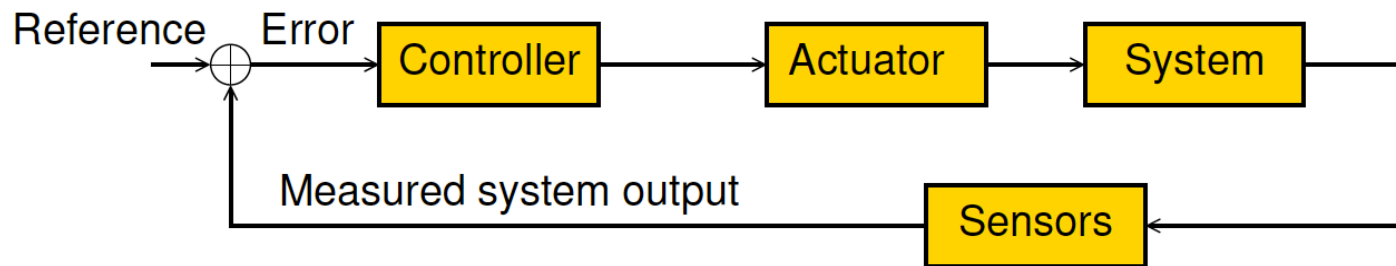 Reference
Error
Controller
Actuator
System
Measured system output
Sensors